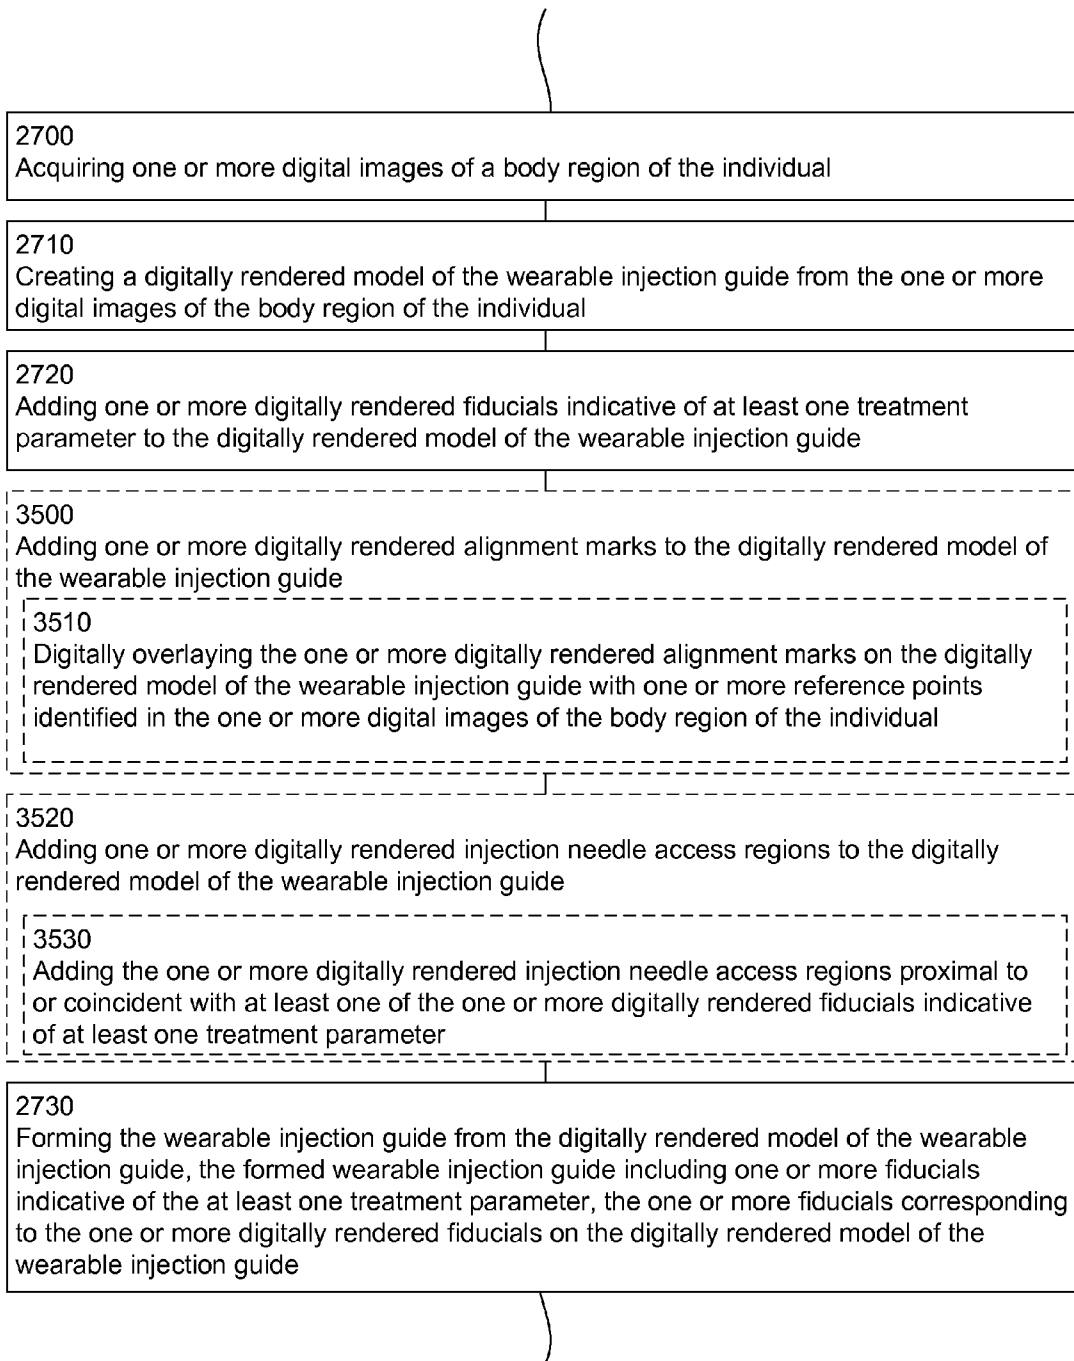 2700
Acquiring one or more digital images of a body region of the individual
2710
Creating a digitally rendered model of the wearable injection guide from the one or more
digital images of the body region of the individual
2720
Adding one or more digitally rendered fiducials indicative of at least one treatment
parameter to the digitally rendered model of the wearable injection guide
3500
Adding one or more digitally rendered alignment marks to the digitally rendered model of
the wearable injection guide
3510
Digitally overlaying the one or more digitally rendered alignment marks on the digitally
rendered model of the wearable injection guide with one or more reference points
identified in the one or more digital images of the body region of the individual
3520
Adding one or more digitally rendered injection needle access regions to the digitally
rendered model of the wearable injection guide
3530
Adding the one or more digitally rendered injection needle access regions proximal to
or coincident with at least one of the one or more digitally rendered fiducials indicative
of at least one treatment parameter
2730
Forming the wearable injection guide from the digitally rendered model of the wearable
injection guide, the formed wearable injection guide including one or more fiducials
indicative of the at least one treatment parameter, the one or more fiducials corresponding
to the one or more digitally rendered fiducials on the digitally rendered model of the
wearable injection guide